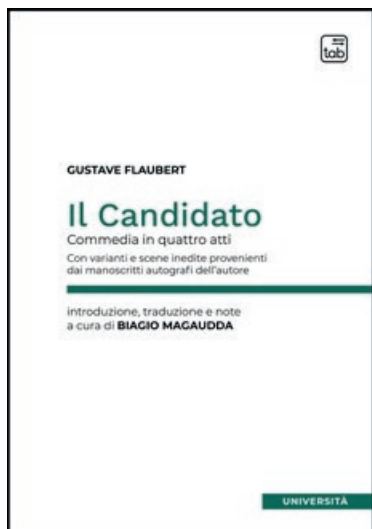 tab
GUSTAVE FLAUBERT
Il Candidato
Commedia in quattro atti
Con varianti e scene inedite provenienti
dai manoscritti autografi dell'autore
introduzione, traduzione e note
a cura di BIAGIO MAGAUDDA
UNIVERSITÀ